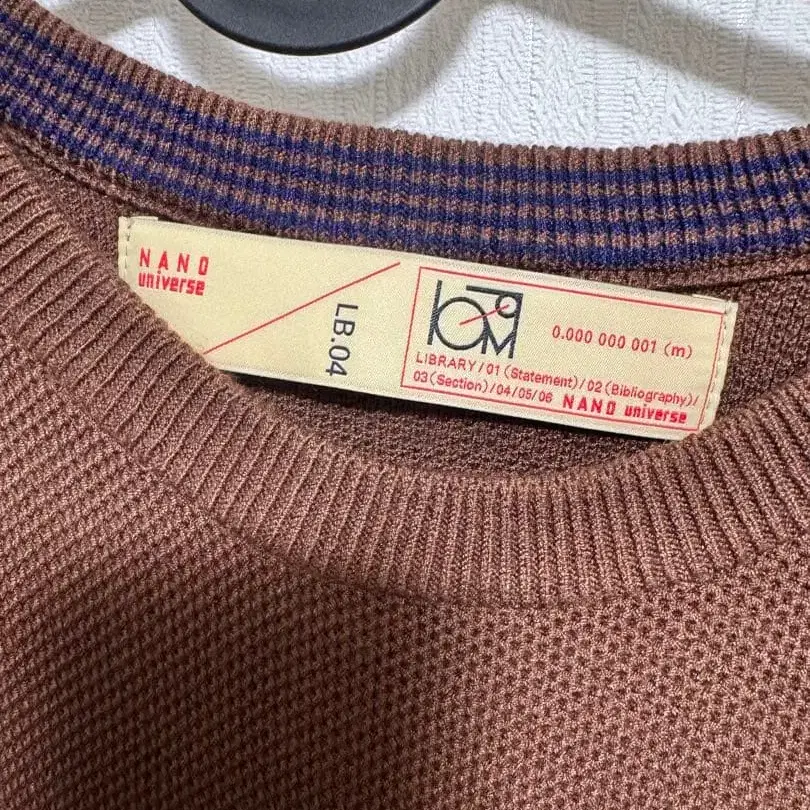 NANO
universe
LB.04
0.000 000 001 (m)
LIBRARY/01 (Statement)/02 (Bibliography)/
03(Section)/04/05/06 NANO universe